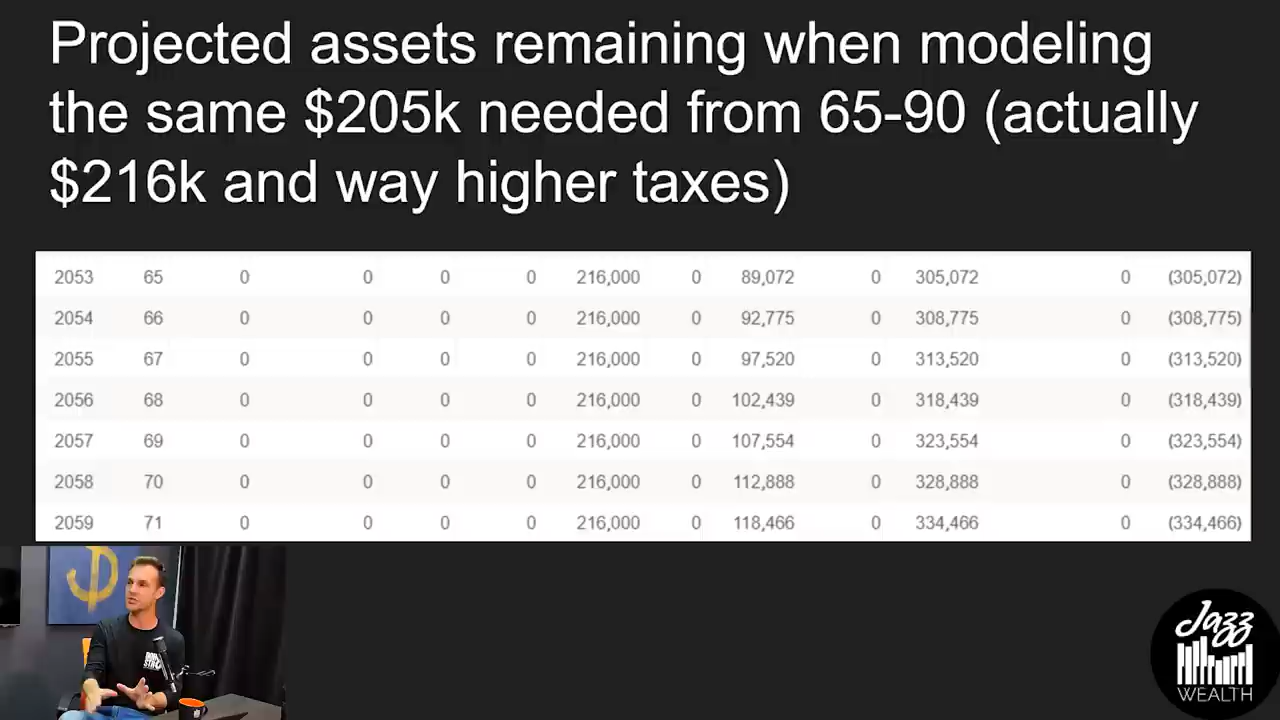 Projected assets remaining when modeling
the same $205k needed from 65-90 (actually
$216k and way higher taxes)
2053 65 0 0 0 0 216,000 0 89,072 0 305,072 0 (305,072)
2054 66 0 0 0 0 216,000 0 92,775 0 308,775 0 (308,775)
2055 67 0 0 0 0 216,000 0 97,520 0 313,520 0 (313,520)
2056 68 0 0 0 0 216,000 0 102,439 0 318,439 0 (318,439)
2057 69 0 0 0 0 216,000 0 107,554 0 323,554 0 (323,554)
2058 70 0 0 0 0 216,000 0 112,888 0 328,888 0 (328,888)
2059 71 0 0 0 0 216,000 0 118,466 0 334,466 0 (334,466)
Jazz
WEALTH